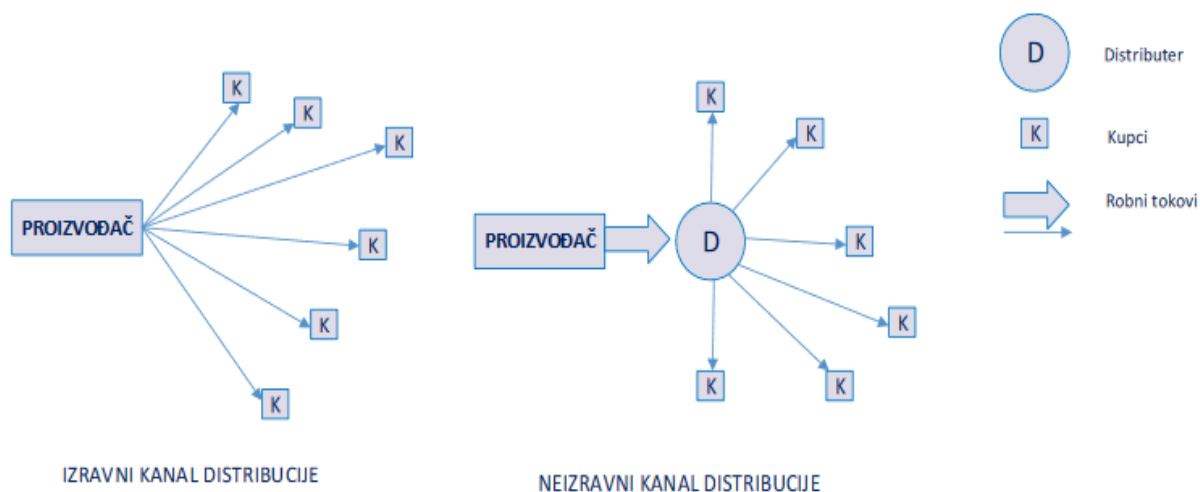 K
K
K
PROIZVOĐAČ
K
K
K
IZRAVNI KANAL DISTRIBUCIJE
K
K
PROIZVOĐAČ
D
K
K
K
K
NEIZRAVNI KANAL DISTRIBUCIJE
D
Distributer
K
Kupci
Robni tokovi